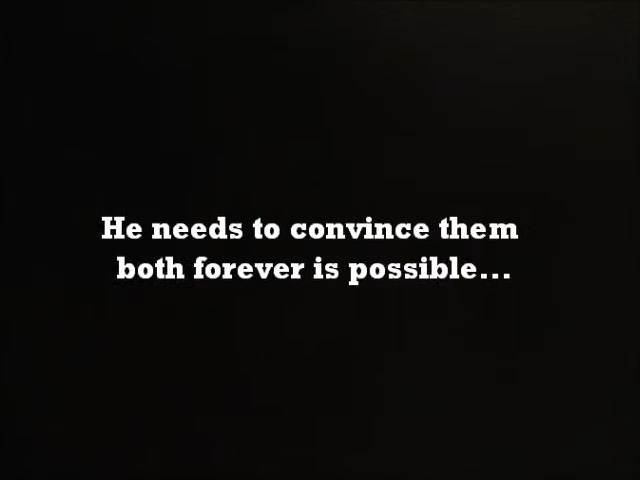 He needs to convince them
both forever is possible...